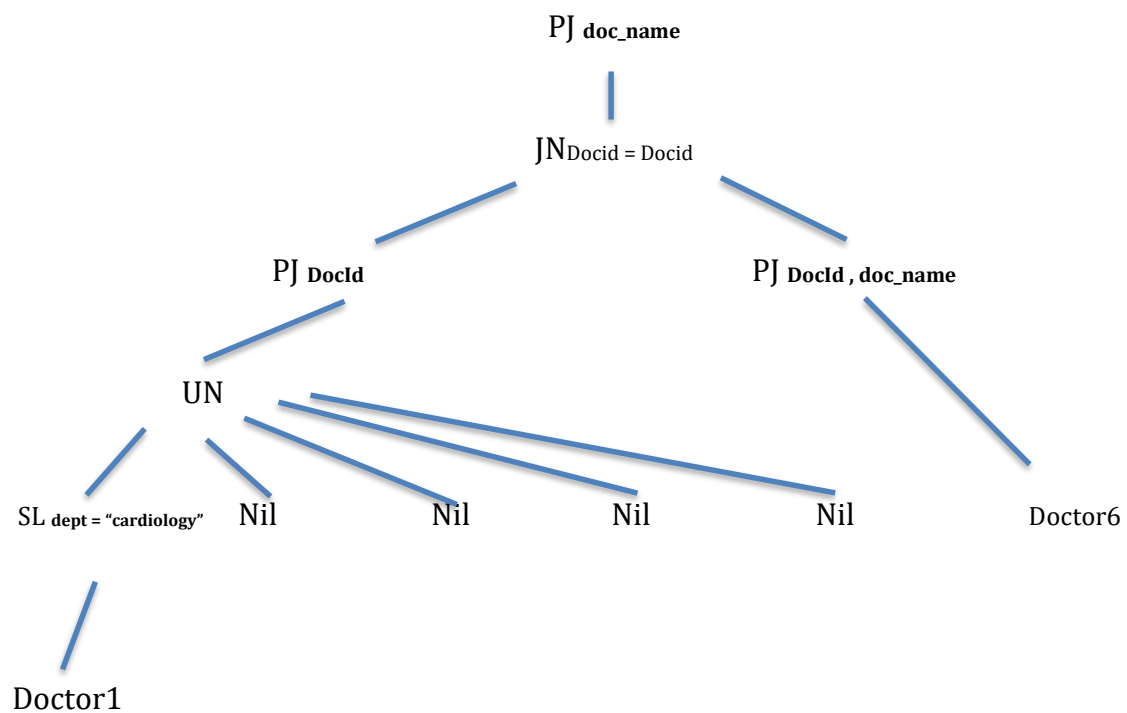 PJ doc_name
JNDocid = Docid
PJ DocId
PJ DocId , doc_name
UN
SL dept = “cardiology”
Nil
Nil
Nil
Nil
Doctor6
Doctor1